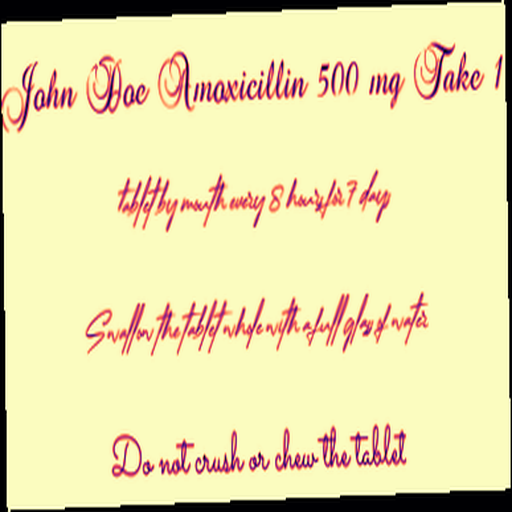 John Doe Amoxicillin 500 mg Take 1
tablet by mouth every 8 hours for 7 days
Swallow the tablet whole with a full glass of water
Do not crush or chew the tablet